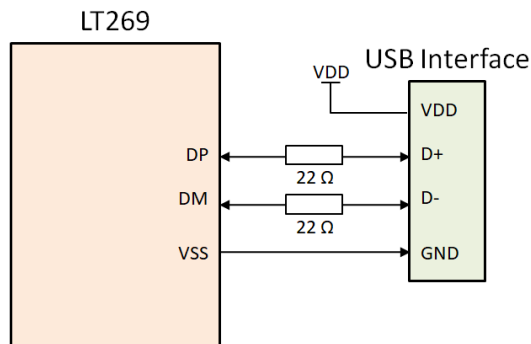 LT269
USB Interface
VDD
VDD
DP
D+
22 Ω
DM
D-
22 Ω
VSS
GND